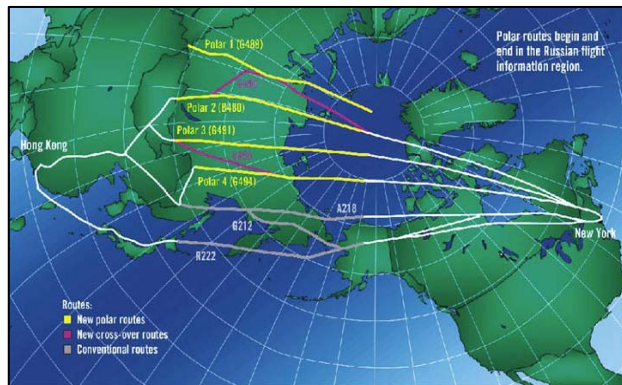 Polar 1 (G488)
Polar routes begin and
end in the Russian flight
information region.
Polar 2 (B480)
Hong Kong
Polar 3 (G491)
Polar 4 (G494)
A218
G212
New York
R222
Routes:
New polar routes
New cross-over routes
Conventional routes